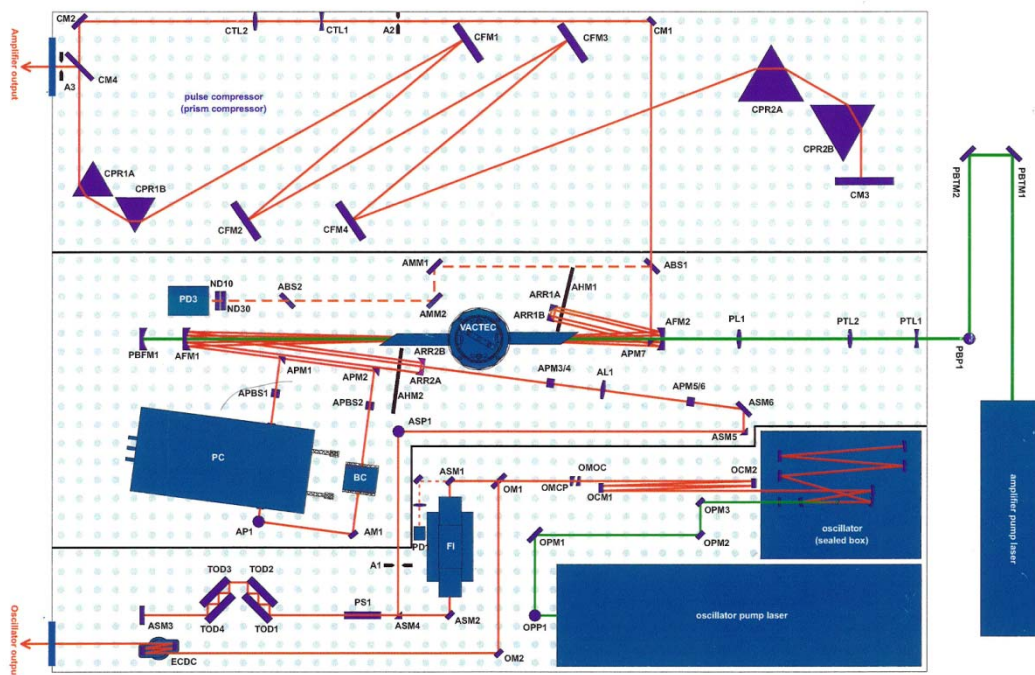 CM2
CTL2
CTL1
A2
CFM1
CFM3
CM1
Amplifier output
A3
CM4
pulse compressor
(prism compressor)
CPR2A
CPR2B
CPR1A
CPR1B
CFM2
CFM4
CM3
PBTM2
PBTM1
AMM1
AHM1
ABS1
ND10
PD3
ND30
ABS2
AMM2
ARR1A
ARR1B
VACTEC
AFM2
PL1
PTL2
PTL1
PBFM1
AFM1
APM7
PBP1
APM1
APM2
ARR2B
ARR2A
APM3/4
AL1
APM5/6
ASM6
APBS1
APBS2
AHM2
ASP1
ASM5
PC
BC
ASM1
OM1
OMOC
OMCP
OCM1
OCM2
OPM3
oscillator
(sealed box)
AP1
AM1
PD1
FI
OPM1
OPM2
A1
amplifier pump laser
TOD3
TOD2
PS1
ASM3
TOD4
TOD1
ASM4
ASM2
OPP1
oscillator pump laser
Oscillator outpu
ECDC
OM2